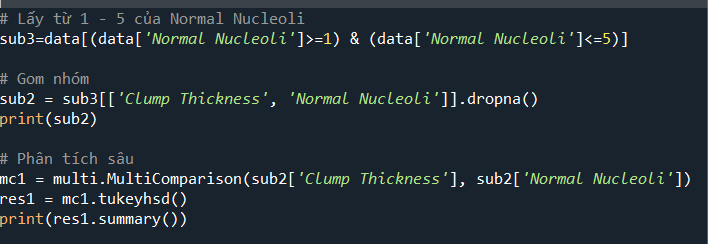 # Lấy từ 1 - 5 của Normal Nucleoli
sub3=data[(data['Normal Nucleoli']>=1) & (data['Normal Nucleoli']<=5)]
# Gom nhóm
sub2 = sub3[['Clump Thickness', 'Normal Nucleoli']].dropna()
print(sub2)
# Phân tích sâu
mc1 = multi.MultiComparison(sub2['Clump Thickness'], sub2['Normal Nucleoli'])
res1 = mc1.tukeyhsd()
print(res1.summary())